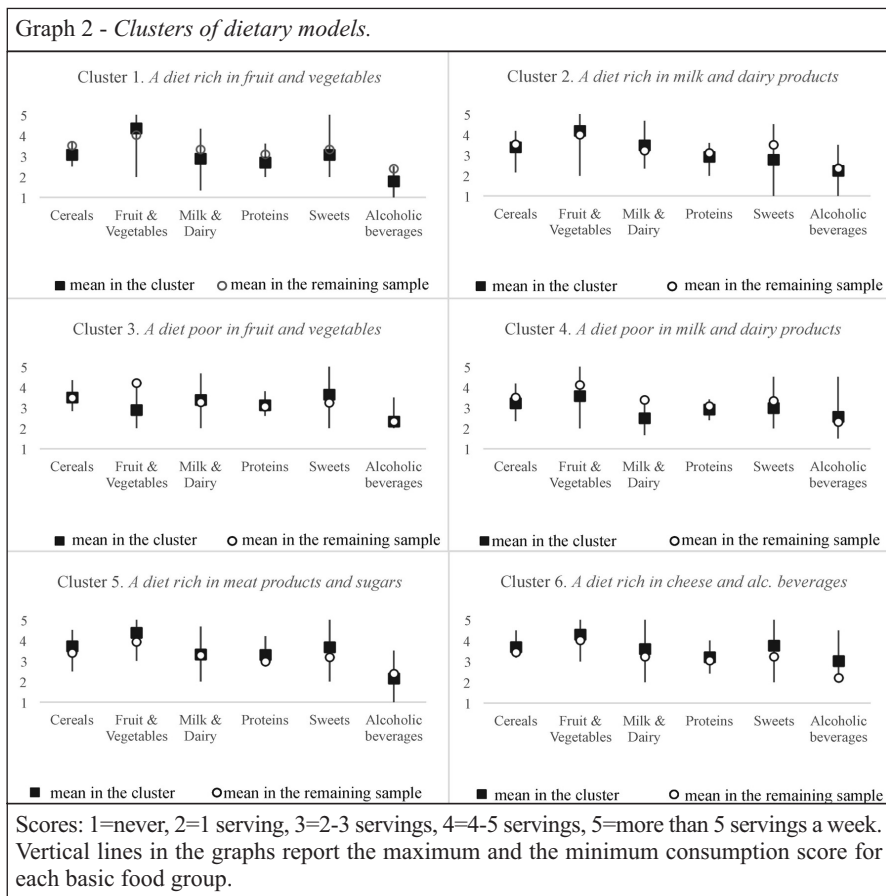 Graph 2 - Clusters of dietary models.
Cluster 1. A diet rich in fruit and vegetables
5
4
3
2
1
Cereals Fruit & Vegetables Milk & Dairy Proteins Sweets Alcoholic beverages
mean in the cluster mean in the remaining sample
Cluster 2. A diet rich in milk and dairy products
5
4
3
2
1
Cereals Fruit & Vegetables Milk & Dairy Proteins Sweets Alcoholic beverages
mean in the cluster mean in the remaining sample
Cluster 3. A diet poor in fruit and vegetables
5
4
3
2
1
Cereals Fruit & Vegetables Milk & Dairy Proteins Sweets Alcoholic beverages
mean in the cluster mean in the remaining sample
Cluster 4. A diet poor in milk and dairy products
5
4
3
2
1
Cereals Fruit & Vegetables Milk & Dairy Proteins Sweets Alcoholic beverages
mean in the cluster mean in the remaining sample
Cluster 5. A diet rich in meat products and sugars
5
4
3
2
1
Cereals Fruit & Vegetables Milk & Dairy Proteins Sweets Alcoholic beverages
mean in the cluster mean in the remaining sample
Cluster 6. A diet rich in cheese and alc. beverages
5
4
3
2
1
Cereals Fruit & Vegetables Milk & Dairy Proteins Sweets Alcoholic beverages
mean in the cluster mean in the remaining sample
Scores: 1=never, 2=1 serving, 3=2-3 servings, 4=4-5 servings, 5=more than 5 servings a week.
Vertical lines in the graphs report the maximum and the minimum consumption score for
each basic food group.